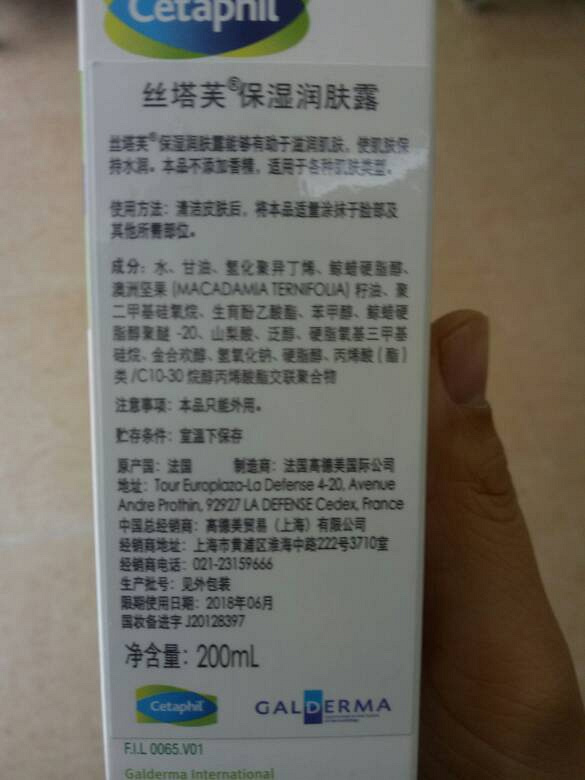 Cetaphil
丝塔芙®保湿润肤露
丝塔芙®保湿润肤露能够有助于滋润肌肤，使肌肤保
持水润。本品不添加香精，适用于各种肌肤类型。
使用方法：清洁皮肤后，将本品适量涂抹于脸部及
其他所需部位。
成分：水、甘油、氢化聚异丁烯、鲸蜡硬脂醇、
澳洲坚果(MACADAMIA TERNIFOLIA)籽油、聚
二甲基硅氧烷、生育酚乙酸酯、苯甲醇、鲸蜡硬
脂醇聚醚-20、山梨酸、泛醇、硬脂氧基三甲基
硅烷、金合欢醇、氢氧化钠、硬脂醇、丙烯酸(酯)
类/C10-30烷醇丙烯酸酯交联聚合物
注意事项：本品只能外用。
贮存条件：室温下保存
原产国：法国 制造商：法国高德美国际公司
地址：Tour Europlaza-La Defense 4-20, Avenue
Andre Prothin, 92927 LA DEFENSE Cedex, France
中国总经销商：高德美贸易（上海）有限公司
经销商地址：上海市黄浦区淮海中路222号3710室
经销商电话：021-23159666
生产批号：见外包装
限期使用日期：2018年06月
国妆备进字J20128397
净含量：200mL
Cetaphil
GALDERMA
F.I.L 0065.V01
Galderma International